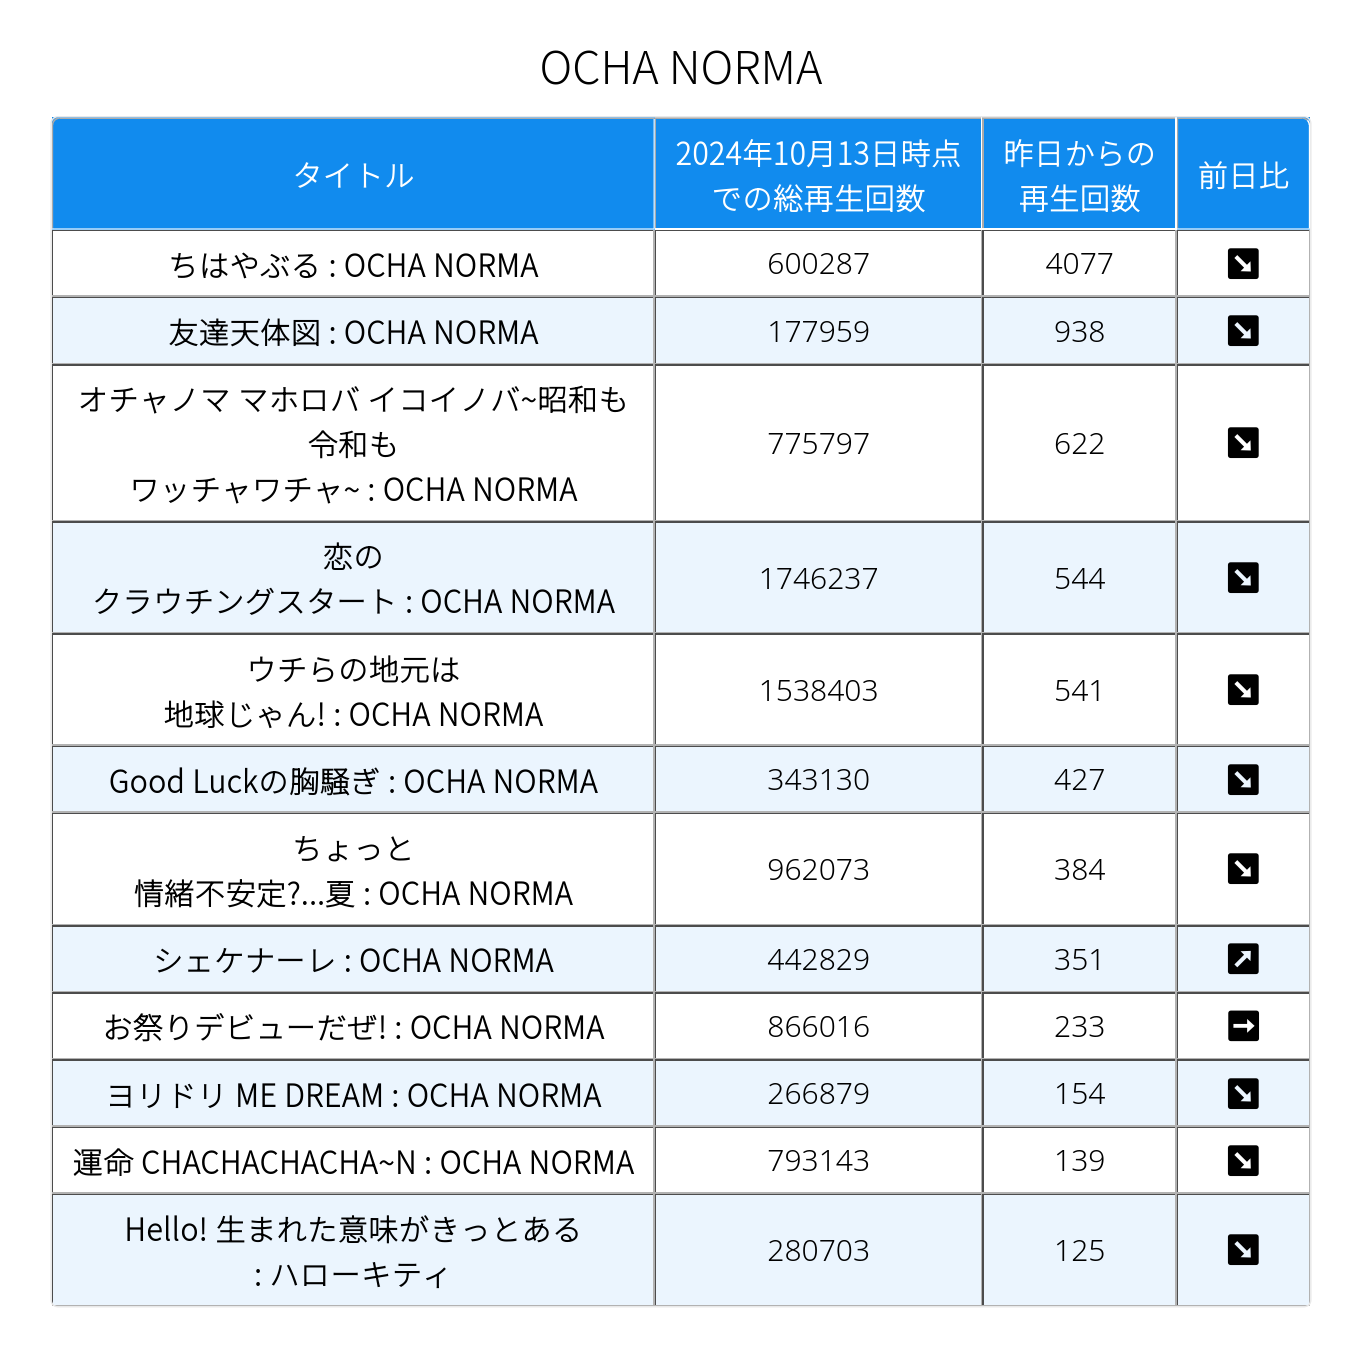 OCHA NORMA
タイトル
2024年10月13日時点
での総再生回数
昨日からの
再生回数
前日比
ちはやぶる : OCHA NORMA
600287
4077
友達天体図 : OCHA NORMA
177959
938
オチャノマ マホロバ イコイノバ~昭和も
令和も
ワッチャワチャ~ : OCHA NORMA
775797
622
恋の
クラウチングスタート : OCHA NORMA
1746237
544
ウチらの地元は
地球じゃん! : OCHA NORMA
1538403
541
Good Luckの胸騒ぎ : OCHA NORMA
343130
427
ちょっと
情緒不安定?...夏 : OCHA NORMA
962073
384
シェケナーレ : OCHA NORMA
442829
351
お祭りデビューだぜ! : OCHA NORMA
866016
233
ヨリドリ ME DREAM : OCHA NORMA
266879
154
運命 CHACHACHACHA~N : OCHA NORMA
793143
139
Hello! 生まれた意味がきっとある
: ハローキティ
280703
125